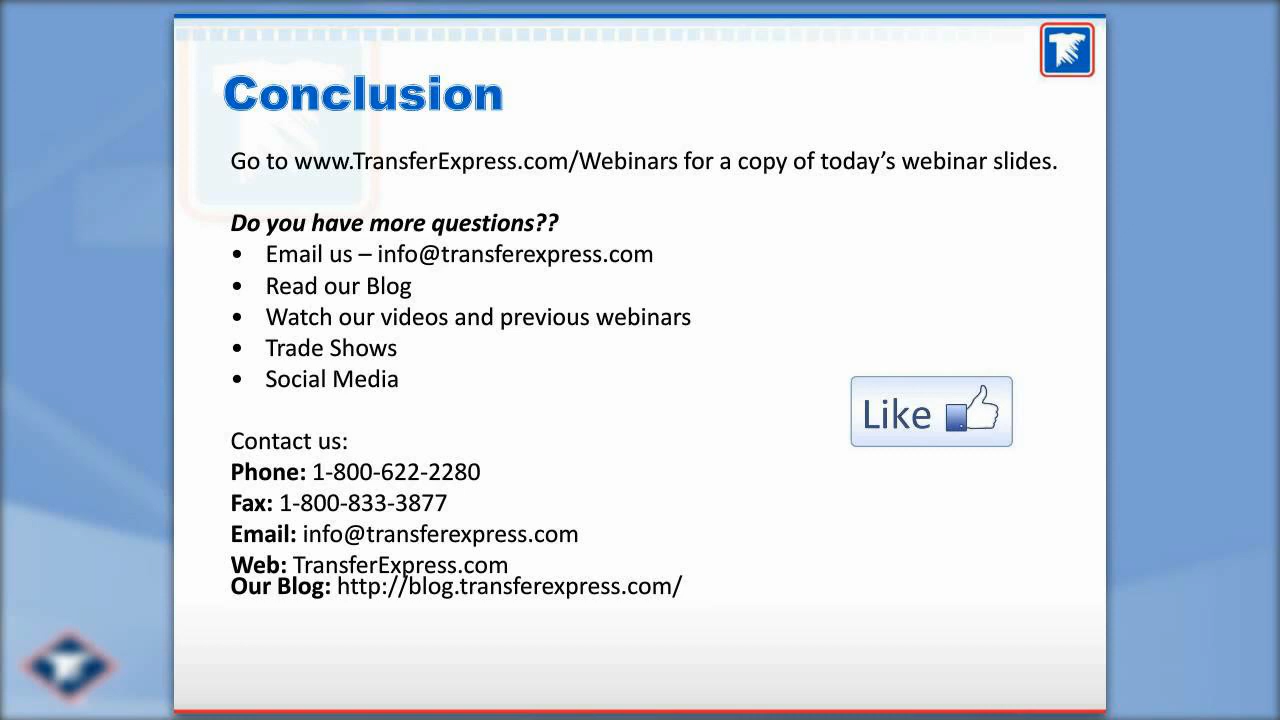 Conclusion
Go to www.TransferExpress.com/Webinars for a copy of today’s webinar slides.
Do you have more questions??
• Email us – info@transferexpress.com
• Read our Blog
• Watch our videos and previous webinars
• Trade Shows
• Social Media
Like
Contact us:
Phone: 1-800-622-2280
Fax: 1-800-833-3877
Email: info@transferexpress.com
Web: TransferExpress.com
Our Blog: http://blog.transferexpress.com/